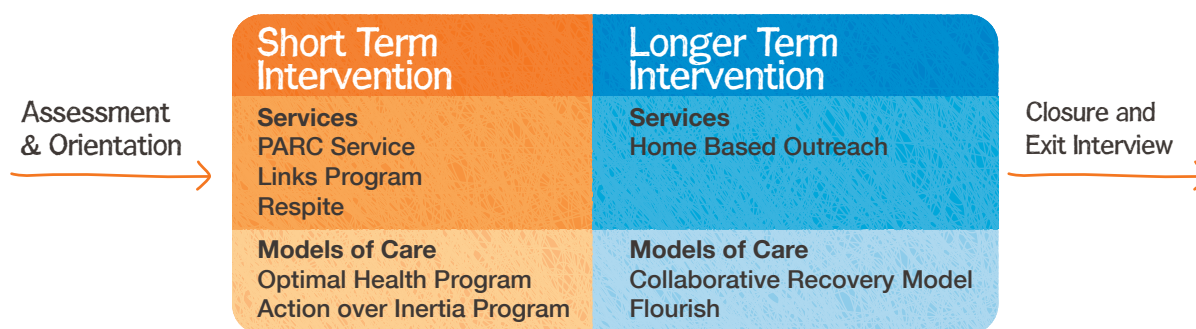 Assessment
& Orientation
Short Term
Intervention
Services
PARC Service
Links Program
Respite
Models of Care
Optimal Health Program
Action over Inertia Program
Longer Term
Intervention
Services
Home Based Outreach
Models of Care
Collaborative Recovery Model
Flourish
Closure and
Exit Interview